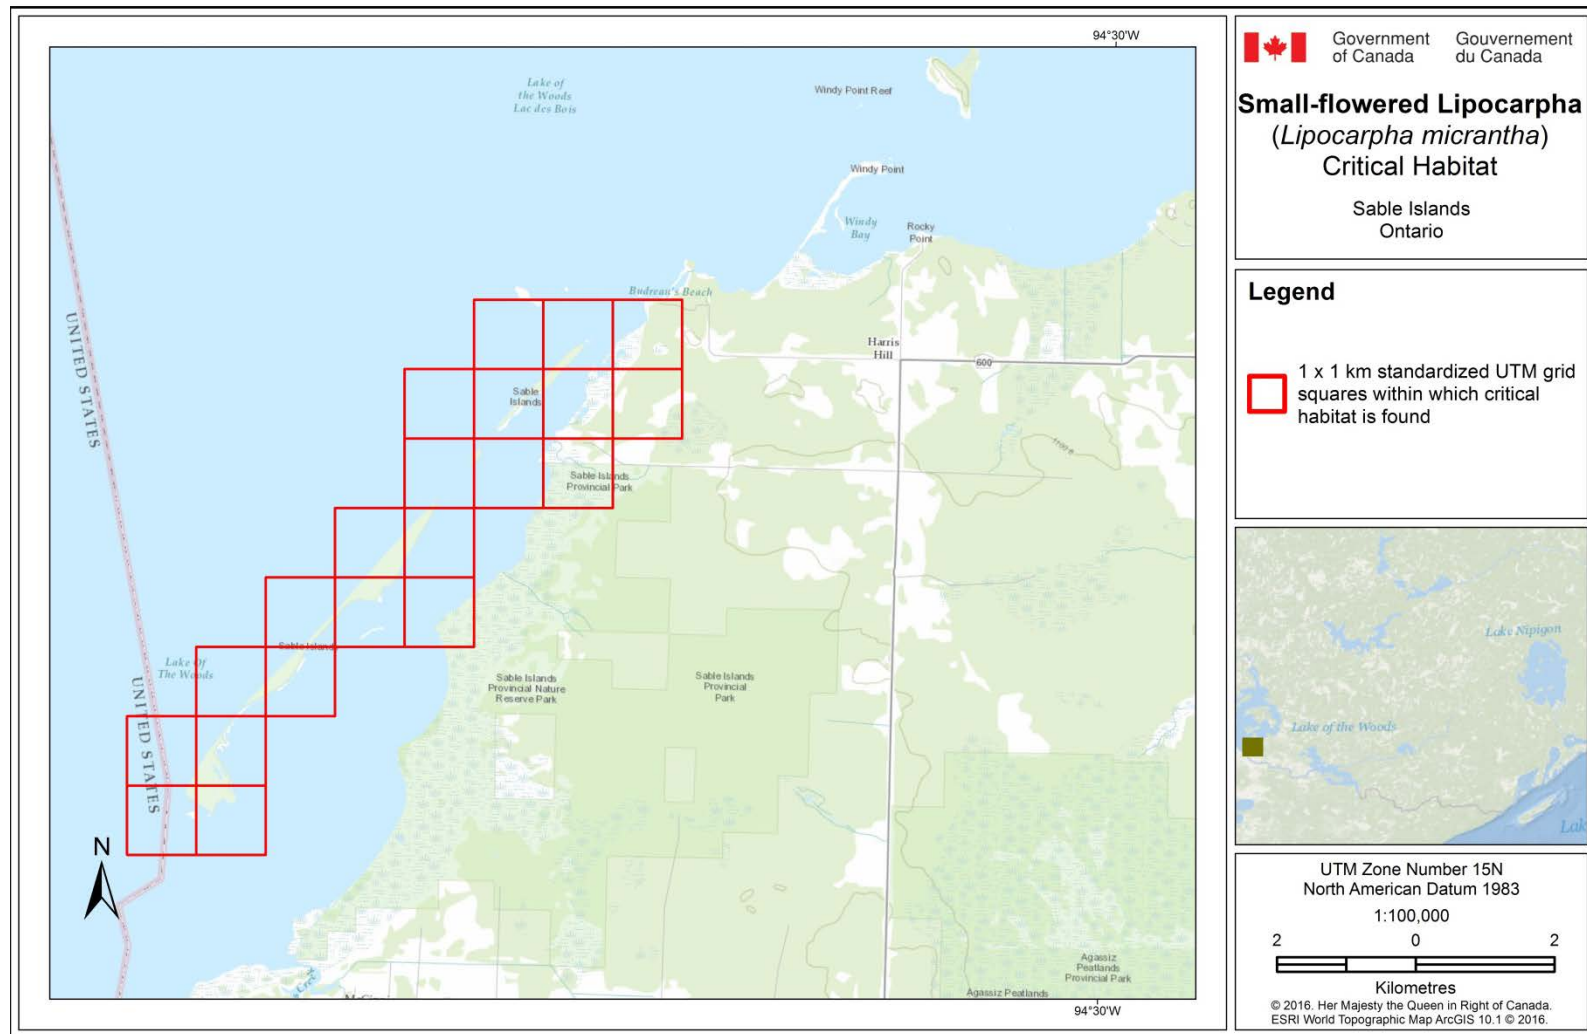 94°30'W
Lake of
the Woods
Lac des Bois
Windy Point Reef
Windy Point
Windy
Bay
Rocky
Point
Budreau's Beach
UNITED STATES
Harris
Hill
600
Sable
Islands
1100 ft
Sable Islands
Provincial Park
Sable Islands
Lake Of
The Woods
Sable Islands
Provincial Nature
Reserve Park
Sable Islands
Provincial
Park
UNITED STATES
N
Agassiz
Peatlands
Provincial Park
Agassiz Peatlands
94°30'W
Government
of Canada
Gouvernement
du Canada
Small-flowered Lipocarpha
(Lipocarpha micrantha)
Critical Habitat
Sable Islands
Ontario
Legend
1 x 1 km standardized UTM grid
squares within which critical
habitat is found
Lake Nipigon
Lake of the Woods
Lak
UTM Zone Number 15N
North American Datum 1983
1:100,000
2 0 2
Kilometres
© 2016. Her Majesty the Queen in Right of Canada.
ESRI World Topographic Map ArcGIS 10.1 © 2016.